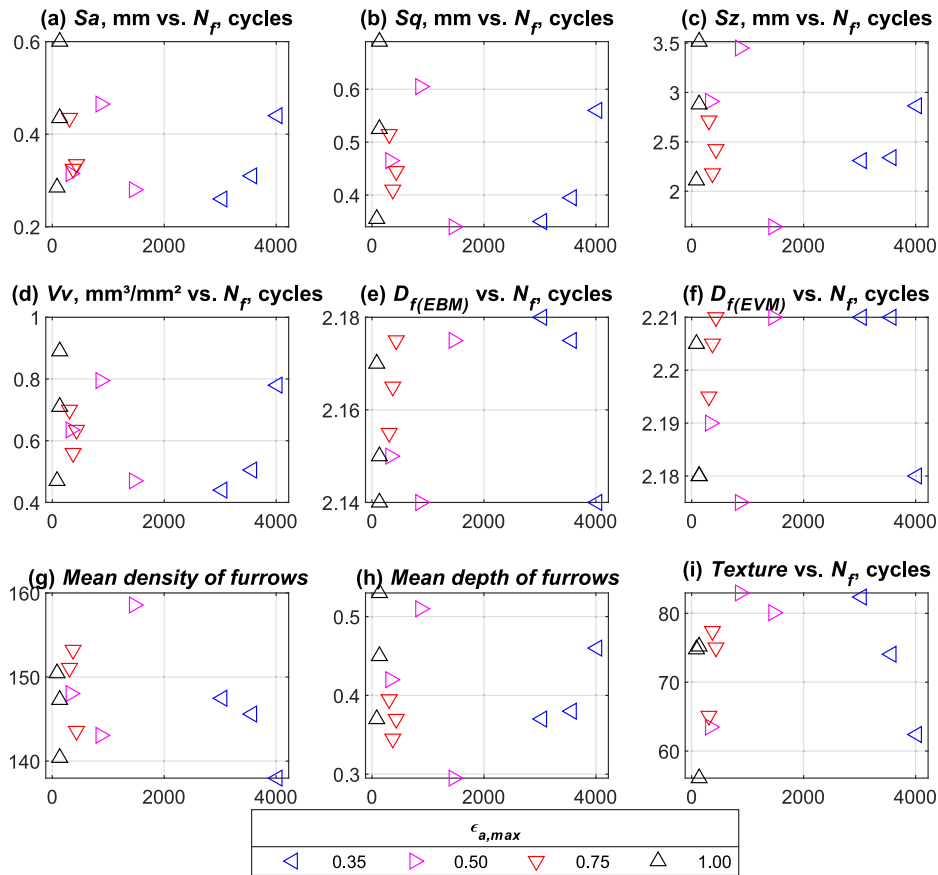 (a) Sa, mm vs. Nf, cycles
(b) Sq, mm vs. Nf, cycles
(c) Sz, mm vs. Nf, cycles
0.6
0.4
0.2
0 2000 4000
0.6
0.5
0.4
0 2000 4000
3.5
3
2.5
2
0 2000 4000
(d) Vv, mm³/mm² vs. Nf, cycles
(e) Df(EBM) vs. Nf, cycles
(f) Df(EVM) vs. Nf, cycles
1
0.8
0.6
0.4
0 2000 4000
2.18
2.16
2.14
0 2000 4000
2.21
2.2
2.19
2.18
0 2000 4000
(g) Mean density of furrows
(h) Mean depth of furrows
(i) Texture vs. Nf, cycles
160
150
140
0 2000 4000
0.5
0.4
0.3
0 2000 4000
80
70
60
0 2000 4000
ϵa,max
0.35 0.50 0.75 1.00